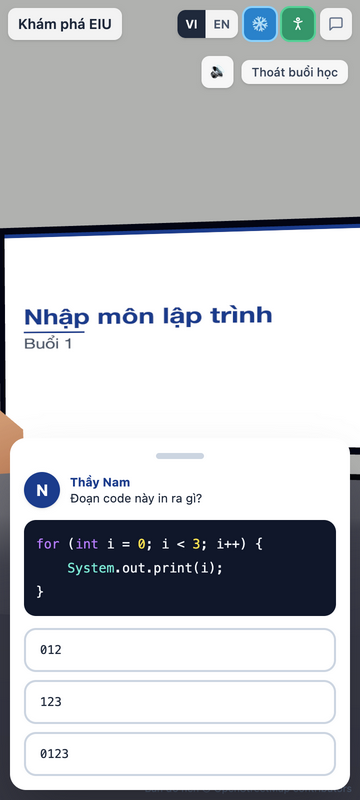 Khám phá EIU
VI EN
Thoát buổi học
Nhập môn lập trình
Buổi 1
N
Thầy Nam
Đoạn code này in ra gì?
for (int i = 0; i < 3; i++) {
    System.out.print(i);
}
012
123
0123